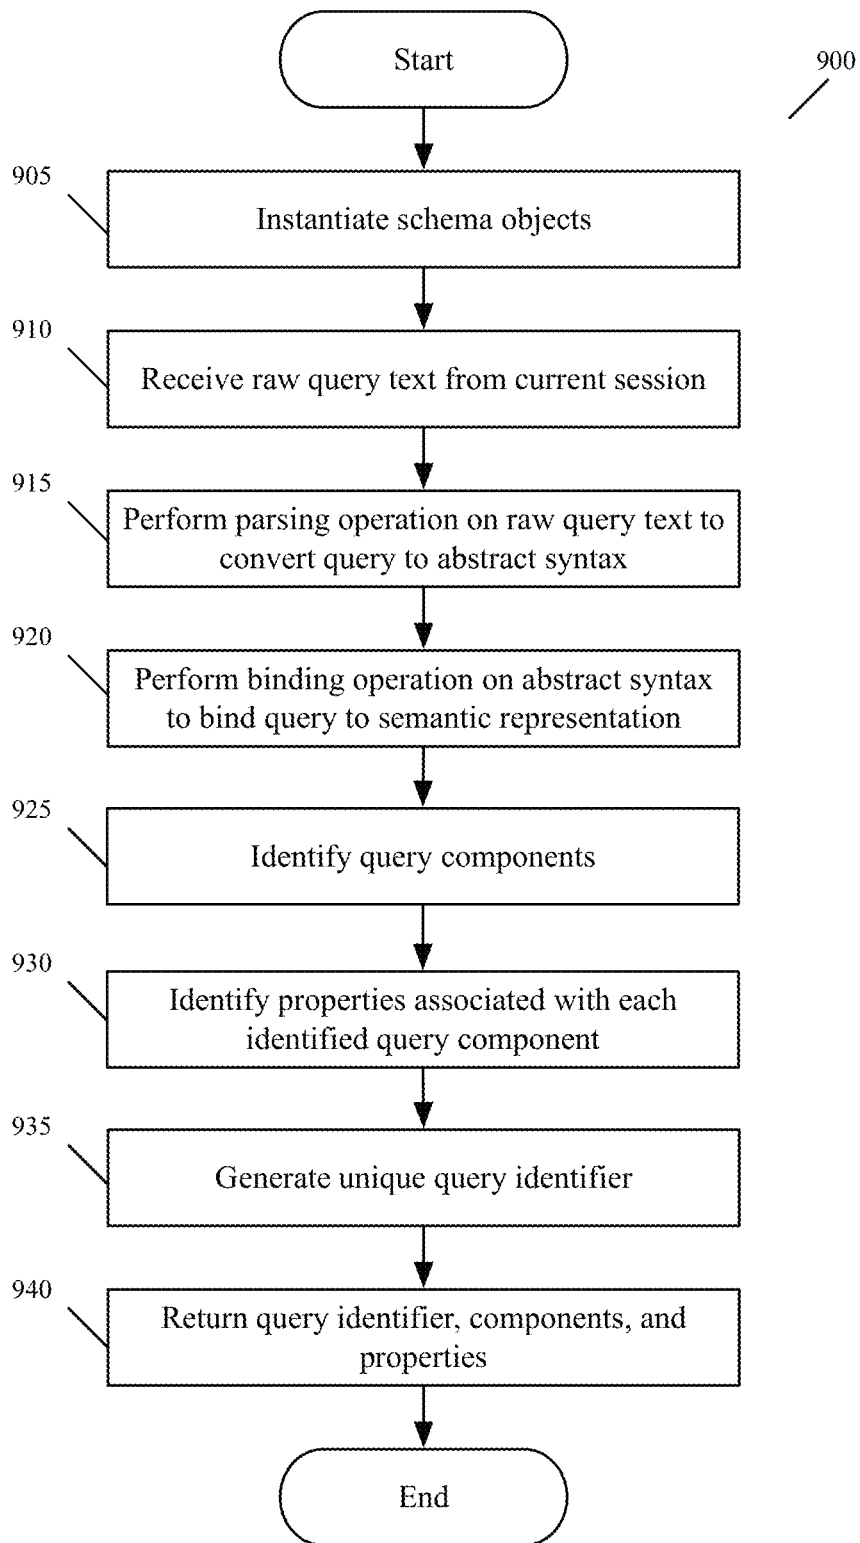 Start
900
905
Instantiate schema objects
910
Receive raw query text from current session
915
Perform parsing operation on raw query text to
convert query to abstract syntax
920
Perform binding operation on abstract syntax
to bind query to semantic representation
925
Identify query components
930
Identify properties associated with each
identified query component
935
Generate unique query identifier
940
Return query identifier, components, and
properties
End